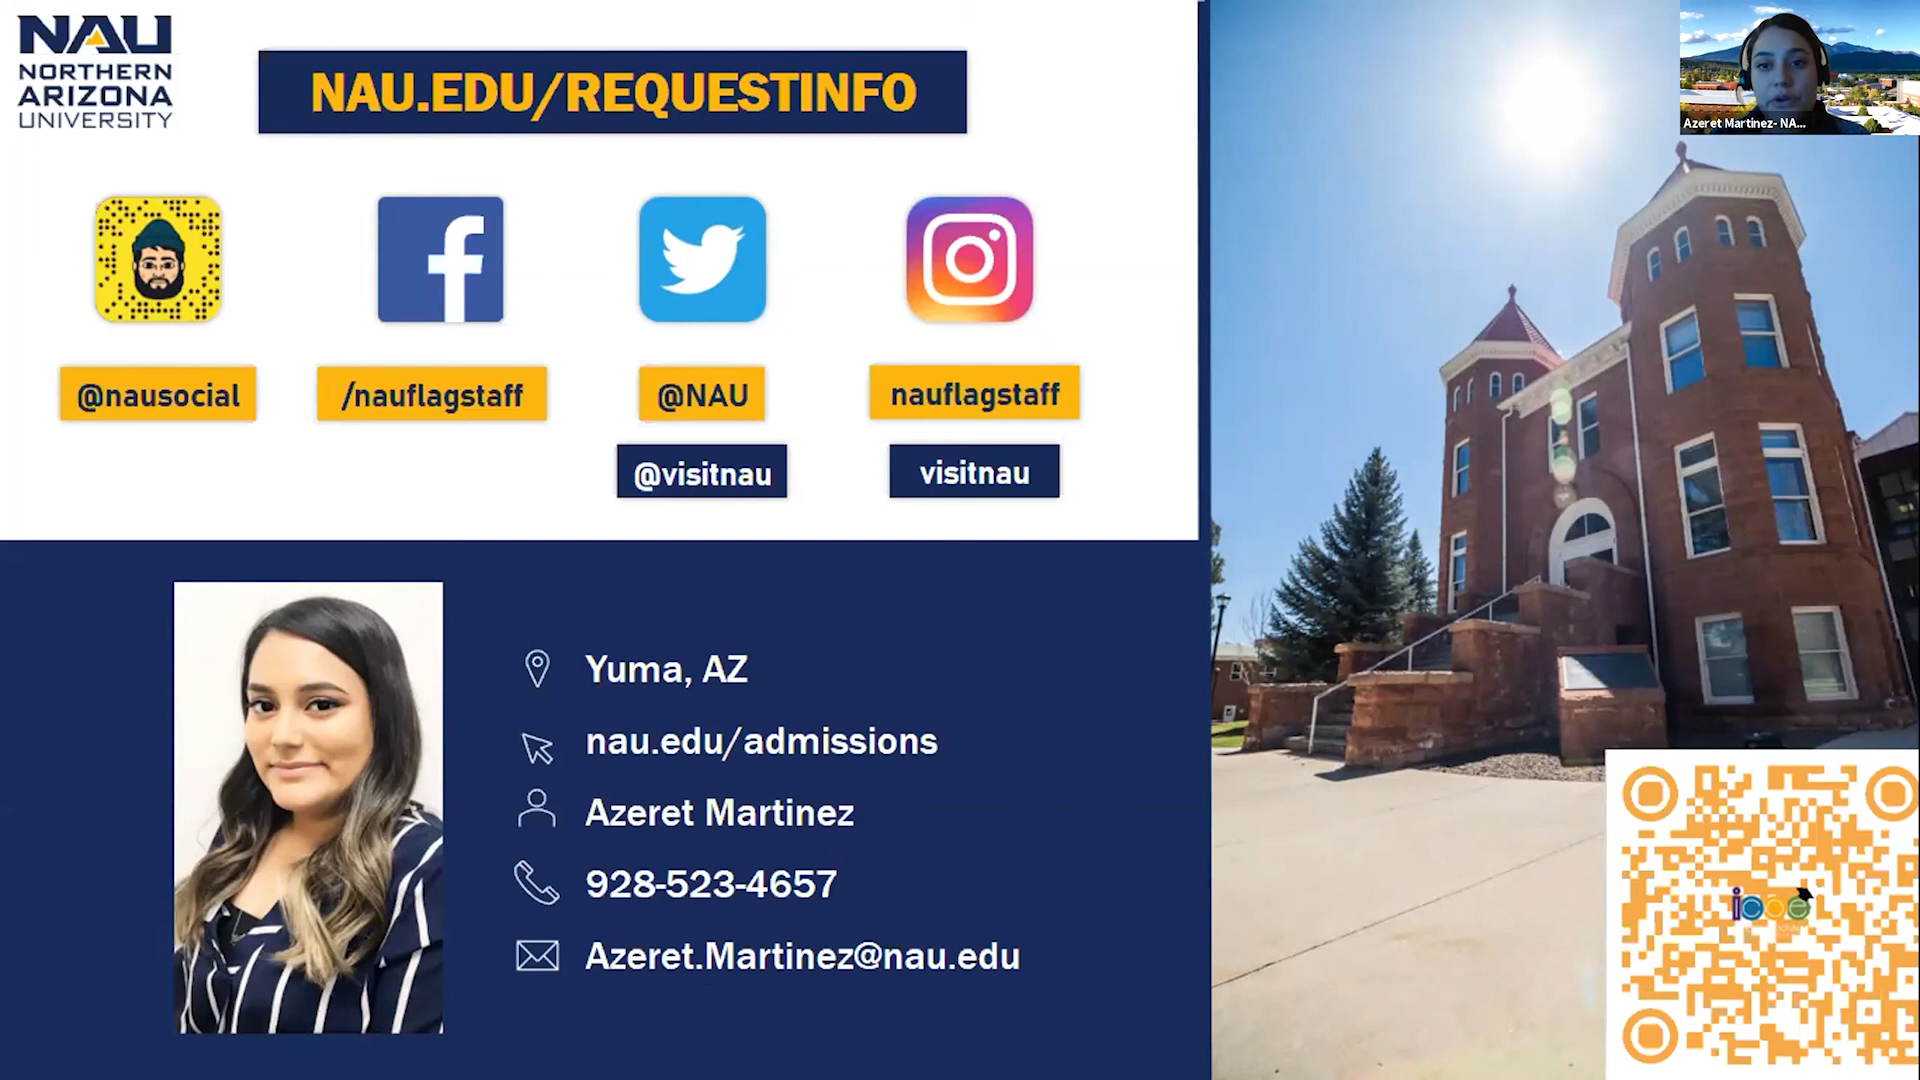 NAU
NORTHERN
ARIZONA
UNIVERSITY
NAU.EDU/REQUESTINFO
@nausocial
/nauflagstaff
@NAU
nauflagstaff
@visitnau
visitnau
Yuma, AZ
nau.edu/admissions
Azeret Martinez
928-523-4657
Azeret.Martinez@nau.edu
Azeret Martinez- NA...
icoe